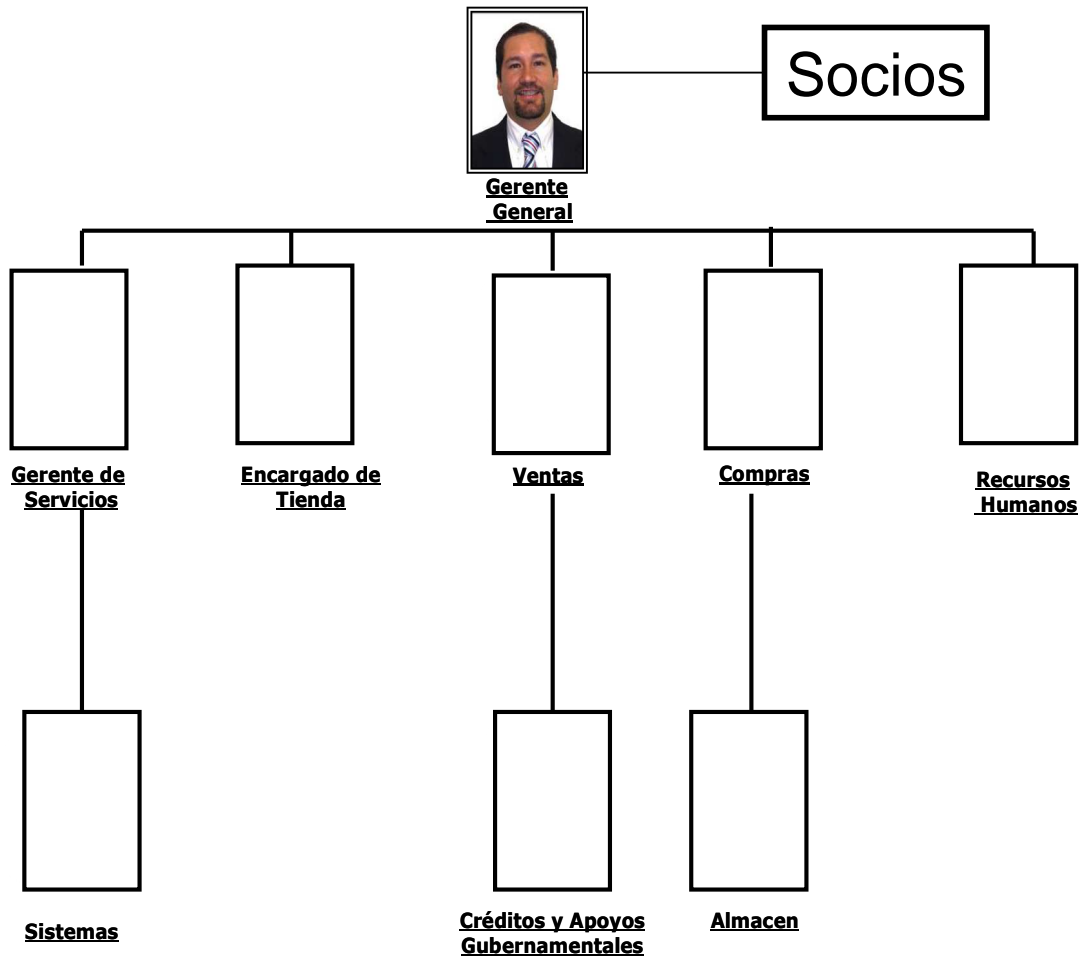 Socios
Gerente
General
Gerente de
Servicios
Encargado de
Tienda
Ventas
Compras
Recursos
Humanos
Sistemas
Créditos y Apoyos
Gubernamentales
Almacen